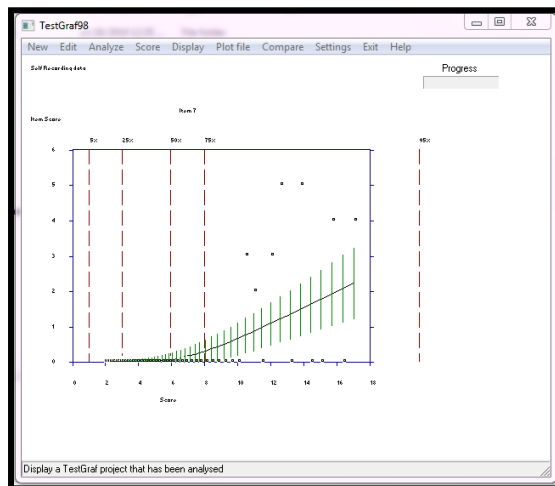 TestGraf98
New Edit Analyze Score Display Plot file Compare Settings Exit Help
Self Recording data
Progress
Item 7
Item Score
5% 25% 50% 75% 95%
6
5
4
3
2
1
0
0 2 4 6 8 10 12 14 16 18
Score
Display a TestGraf project that has been analysed